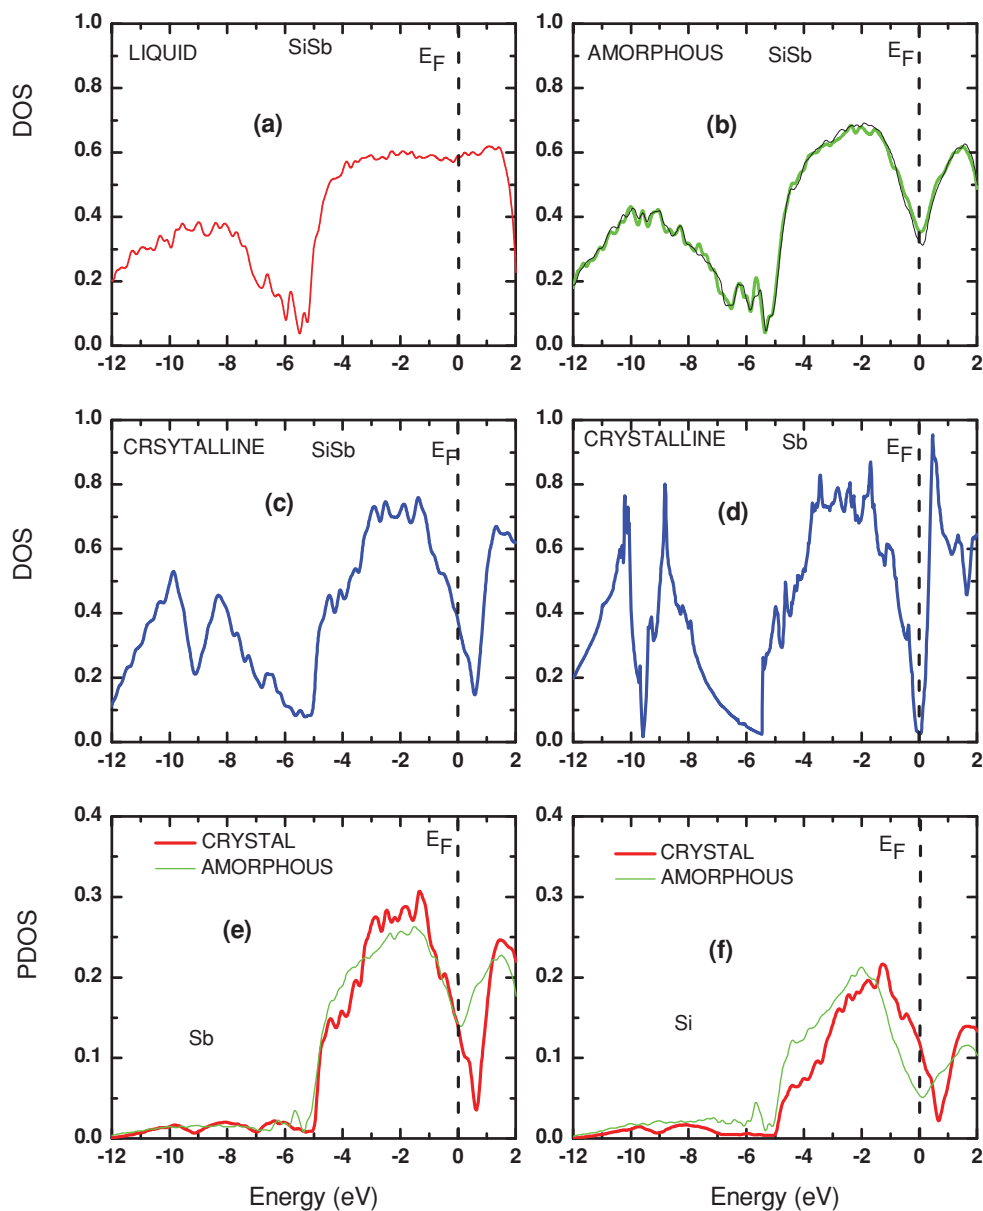 LIQUID SiSb E_F
(a)
DOS
1.0
0.8
0.6
0.4
0.2
0.0
-12 -10 -8 -6 -4 -2 0 2
AMORPHOUS SiSb E_F
(b)
1.0
0.8
0.6
0.4
0.2
0.0
-12 -10 -8 -6 -4 -2 0 2
CRSYTALLINE SiSb E_F
(c)
DOS
1.0
0.8
0.6
0.4
0.2
0.0
-12 -10 -8 -6 -4 -2 0 2
CRYSTALLINE Sb E_F
(d)
1.0
0.8
0.6
0.4
0.2
0.0
-12 -10 -8 -6 -4 -2 0 2
CRYSTAL E_F
AMORPHOUS
(e)
Sb
PDOS
0.4
0.3
0.2
0.1
0.0
-12 -10 -8 -6 -4 -2 0 2
Energy (eV)
E_F
CRYSTAL
AMORPHOUS
(f)
Si
0.4
0.3
0.2
0.1
0.0
-12 -10 -8 -6 -4 -2 0 2
Energy (eV)